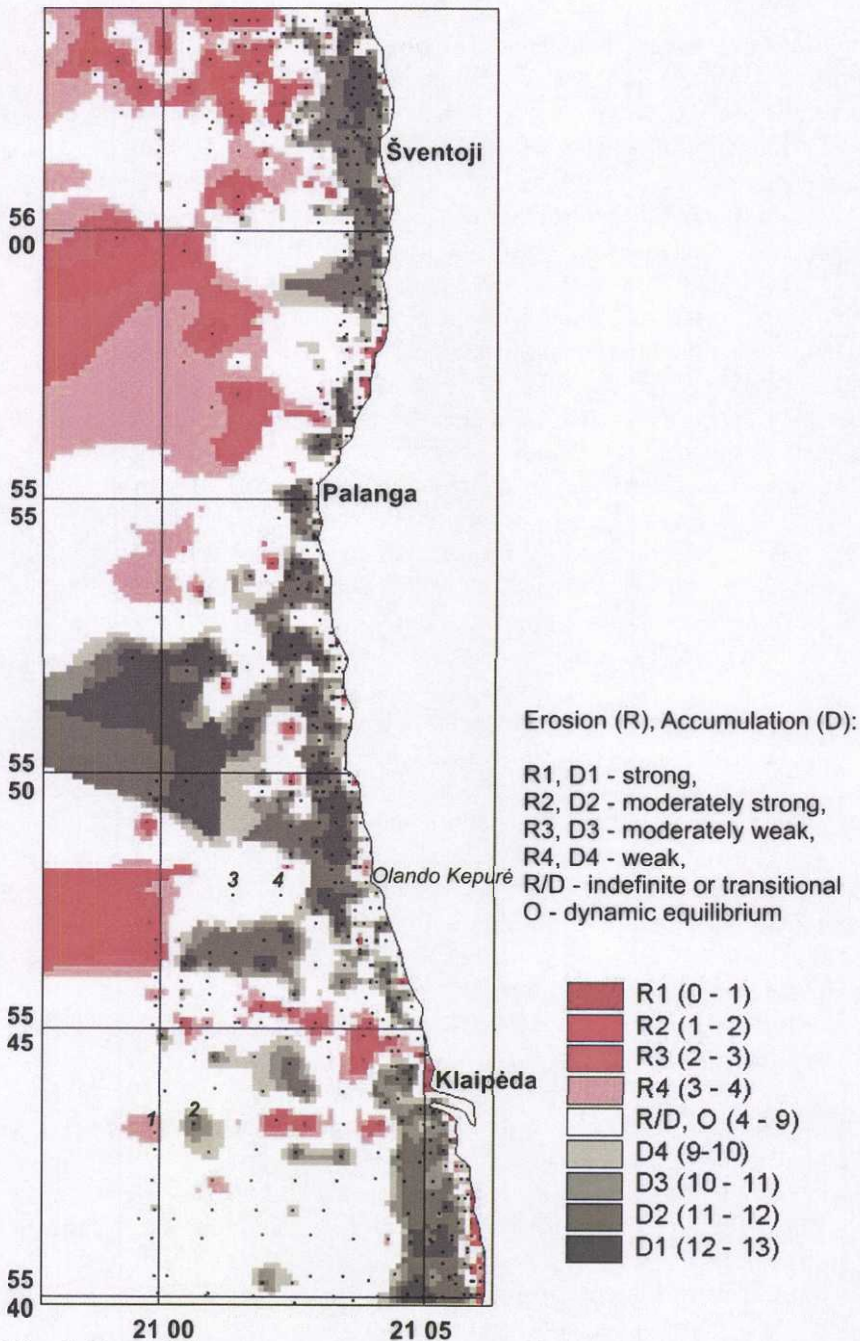 Šventoji
56
00
55
55
Palanga
55
50
Erosion (R), Accumulation (D):
R1, D1 - strong,
R2, D2 - moderately strong,
R3, D3 - moderately weak,
R4, D4 - weak,
R/D - indefinite or transitional
O - dynamic equilibrium
3 4
Olando Kepurė
55
45
Klaipėda
1 2
R1 (0 - 1)
R2 (1 - 2)
R3 (2 - 3)
R4 (3 - 4)
R/D, O (4 - 9)
D4 (9-10)
D3 (10 - 11)
D2 (11 - 12)
D1 (12 - 13)
55
40
21 00
21 05